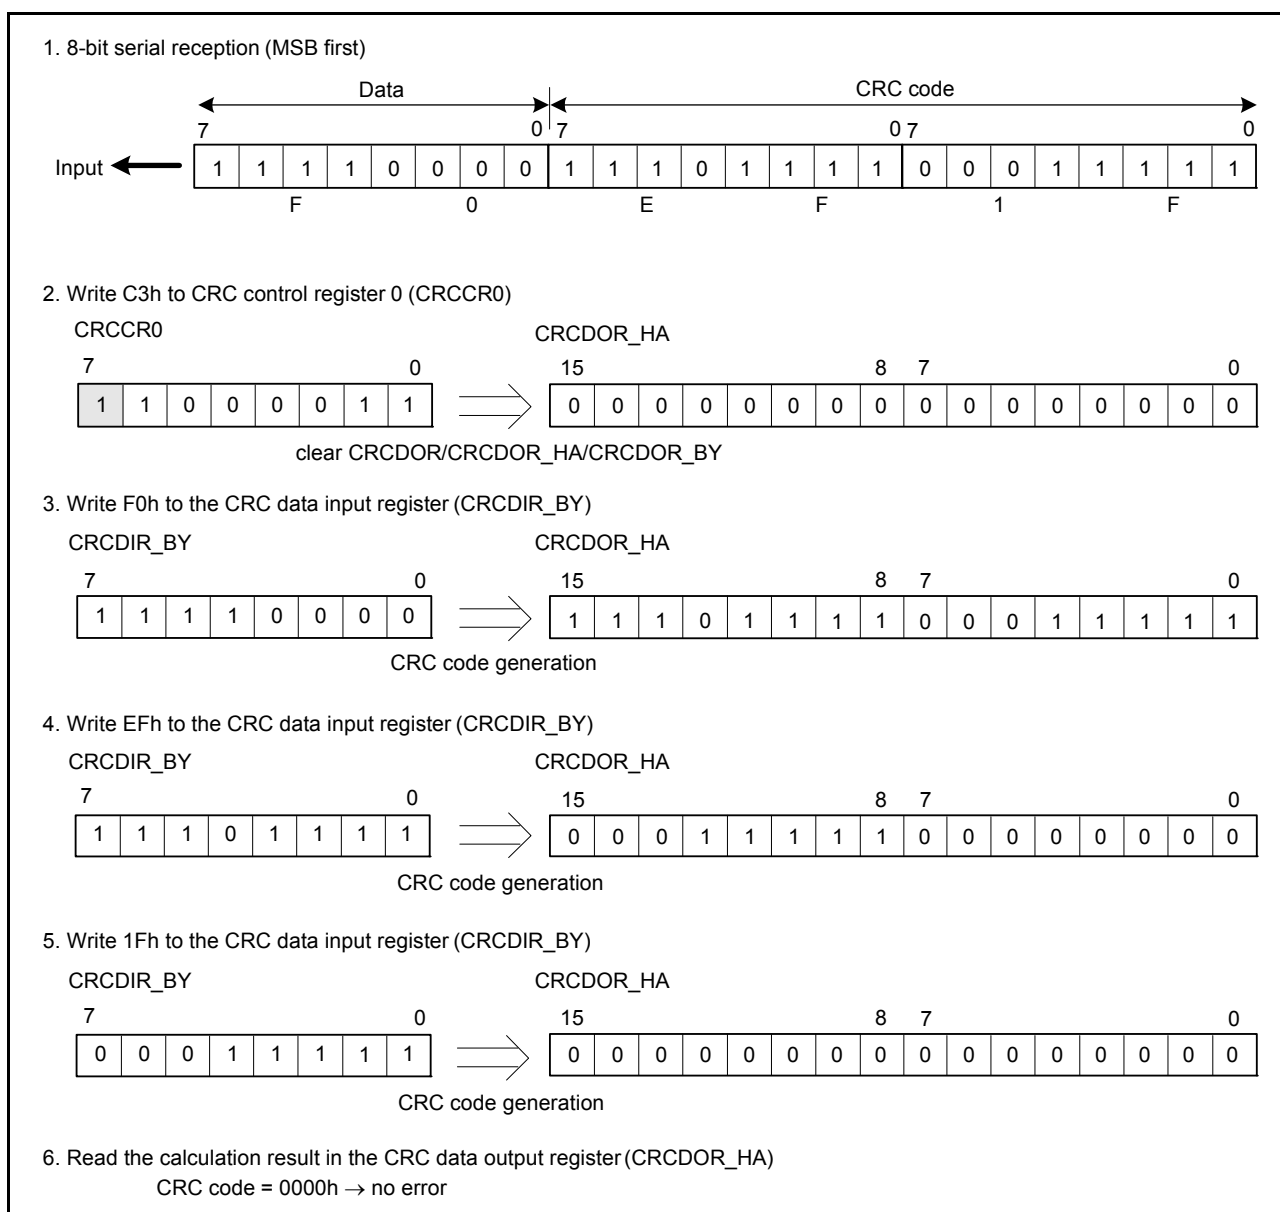 1. 8-bit serial reception (MSB first)
Data CRC code
7 0 7 0 7 0
Input 1 1 1 1 0 0 0 0 1 1 1 0 1 1 1 1 0 0 0 1 1 1 1 1
F 0 E F 1 F
2. Write C3h to CRC control register 0 (CRCCR0)
CRCCR0 CRCDOR_HA
7 0 15 8 7 0
1 1 0 0 0 0 1 1 0 0 0 0 0 0 0 0 0 0 0 0 0 0 0 0
clear CRCDOR/CRCDOR_HA/CRCDOR_BY
3. Write F0h to the CRC data input register (CRCDIR_BY)
CRCDIR_BY CRCDOR_HA
7 0 15 8 7 0
1 1 1 1 0 0 0 0 1 1 1 0 1 1 1 1 0 0 0 1 1 1 1 1
CRC code generation
4. Write EFh to the CRC data input register (CRCDIR_BY)
CRCDIR_BY CRCDOR_HA
7 0 15 8 7 0
1 1 1 0 1 1 1 1 0 0 0 1 1 1 1 1 0 0 0 0 0 0 0 0
CRC code generation
5. Write 1Fh to the CRC data input register (CRCDIR_BY)
CRCDIR_BY CRCDOR_HA
7 0 15 8 7 0
0 0 0 1 1 1 1 1 0 0 0 0 0 0 0 0 0 0 0 0 0 0 0 0
CRC code generation
6. Read the calculation result in the CRC data output register (CRCDOR_HA)
CRC code = 0000h → no error